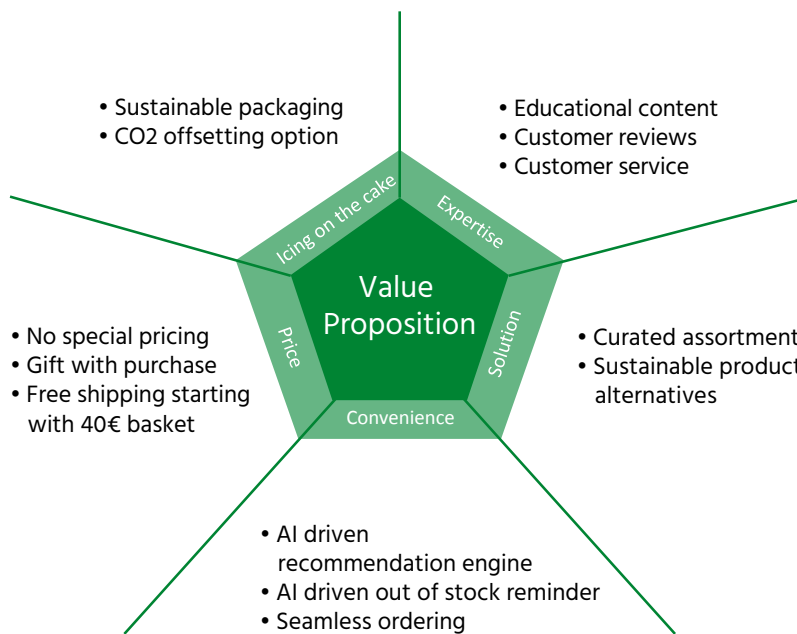 • Sustainable packaging
• CO2 offsetting option
• Educational content
• Customer reviews
• Customer service
Icing on the cake
Expertise
Value
Proposition
Price
Solution
Convenience
• No special pricing
• Gift with purchase
• Free shipping starting
with 40€ basket
• Curated assortment
• Sustainable product
alternatives
• AI driven
recommendation engine
• AI driven out of stock reminder
• Seamless ordering